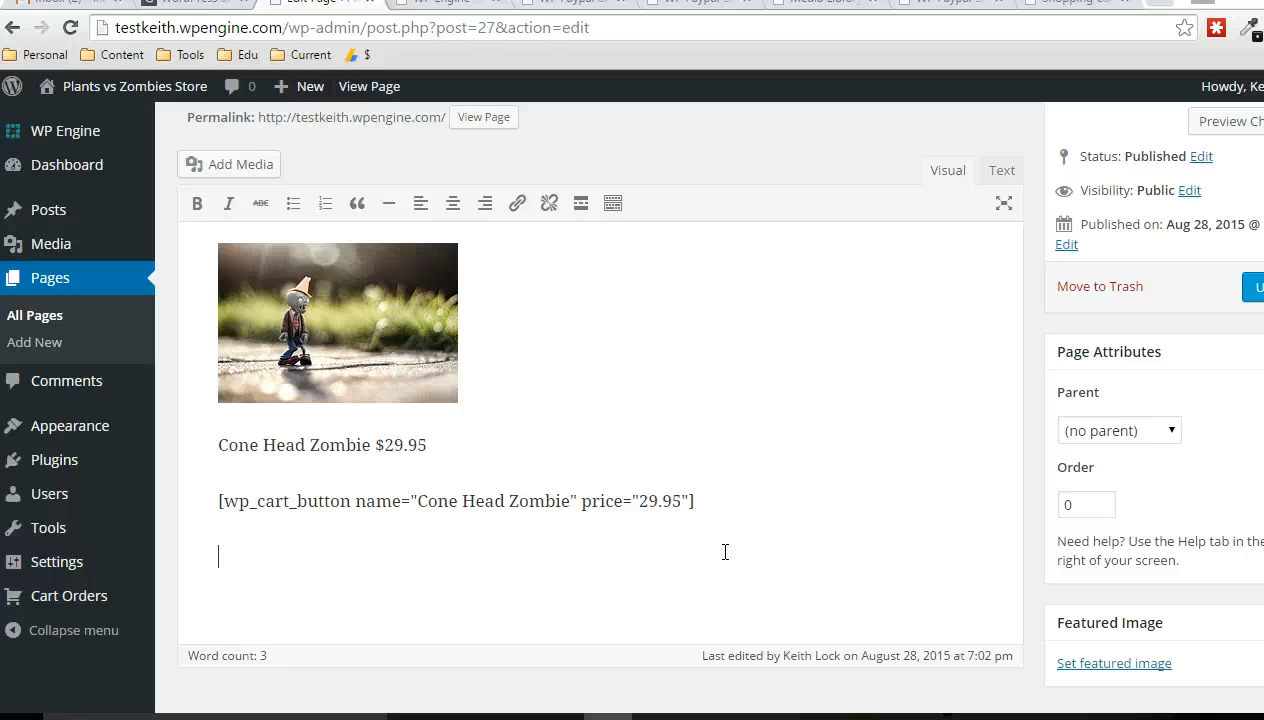 testkeith.wpengine.com/wp-admin/post.php?post=27&action=edit
Personal Content Tools Edu Current $
Plants vs Zombies Store 0 New View Page Howdy, Ke
WP Engine
Dashboard
Posts
Media
Pages
All Pages
Add New
Comments
Appearance
Plugins
Users
Tools
Settings
Cart Orders
Collapse menu
Permalink: http://testkeith.wpengine.com/ View Page
Add Media
Visual Text
B I ABC
Cone Head Zombie $29.95
[wp_cart_button name="Cone Head Zombie" price="29.95"]
Word count: 3 Last edited by Keith Lock on August 28, 2015 at 7:02 pm
Preview Ch
Status: Published Edit
Visibility: Public Edit
Published on: Aug 28, 2015 @
Edit
Move to Trash U
Page Attributes
Parent
(no parent)
Order
0
Need help? Use the Help tab in the
right of your screen.
Featured Image
Set featured image